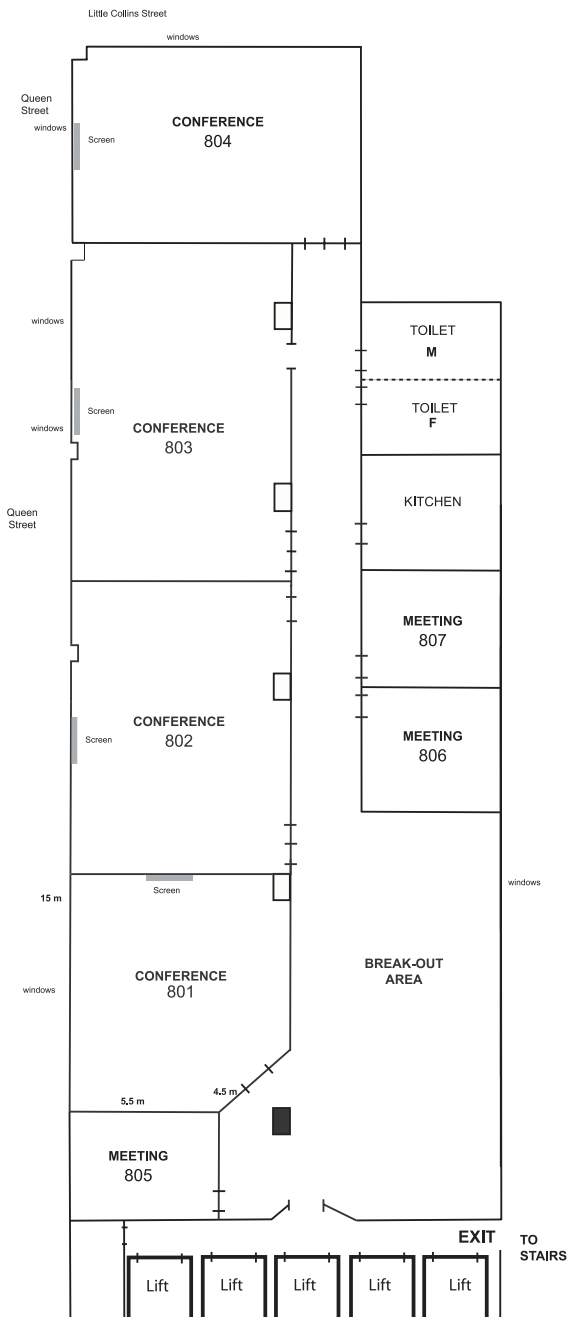 Little Collins Street
windows
Queen
Street
windows
Screen
CONFERENCE
804
windows
TOILET
M
Screen
windows
CONFERENCE
803
TOILET
F
Queen
Street
KITCHEN
MEETING
807
CONFERENCE
802
Screen
MEETING
806
Screen
15 m
windows
BREAK-OUT
AREA
CONFERENCE
801
windows
4.5 m
5.5 m
MEETING
805
EXIT
TO
STAIRS
Lift
Lift
Lift
Lift
Lift